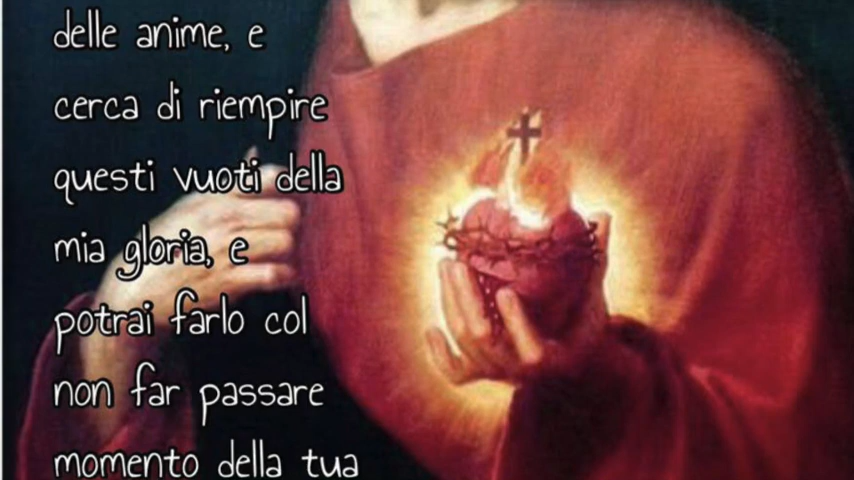 delle anime, e
cerca di riempire
questi vuoti della
mia gloria, e
potrai farlo col
non far passare
momento della tua